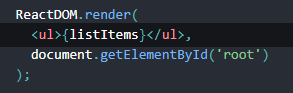 ReactDOM.render(
<ul>{listItems}</ul>,
document.getElementById('root')
);